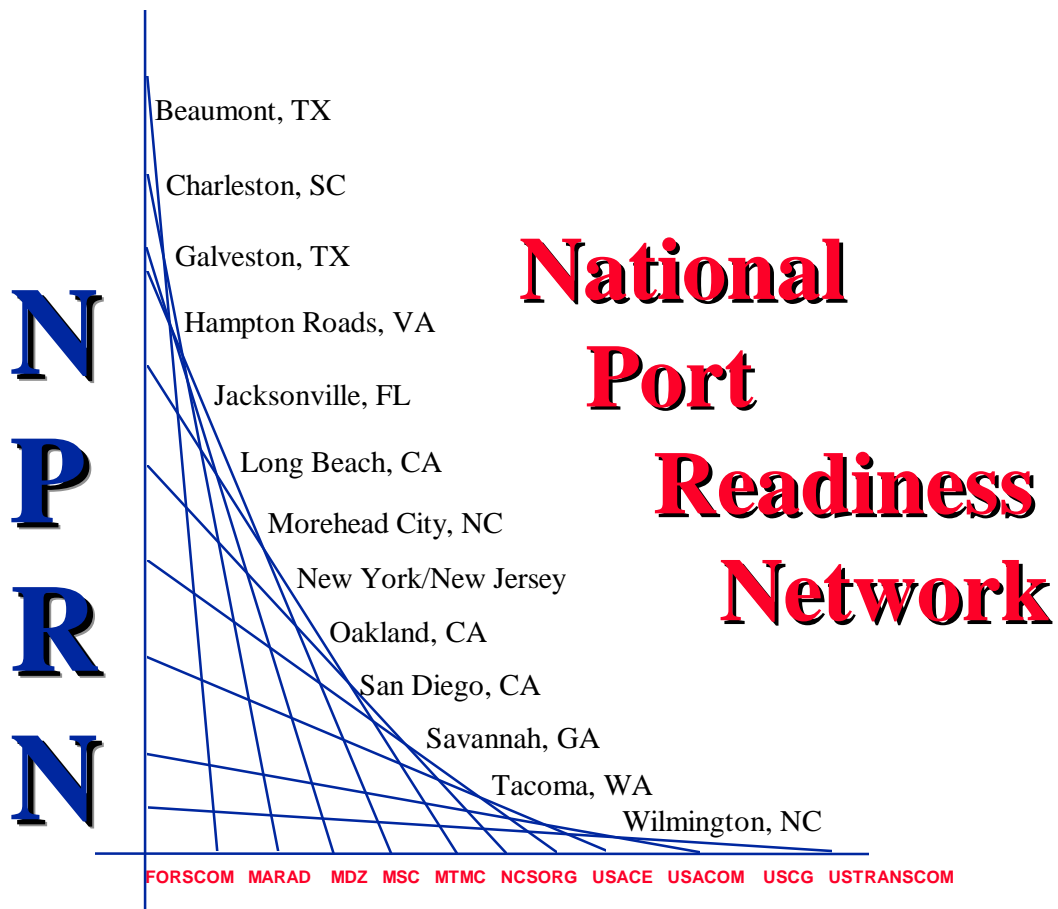 N
P
R
N
Beaumont, TX
Charleston, SC
Galveston, TX
Hampton Roads, VA
Jacksonville, FL
Long Beach, CA
Morehead City, NC
New York/New Jersey
Oakland, CA
San Diego, CA
Savannah, GA
Tacoma, WA
Wilmington, NC
National
Port
Readiness
Network
FORSCOM MARAD MDZ MSC MTMC NCSORG USACE USACOM USCG USTRANSCOM